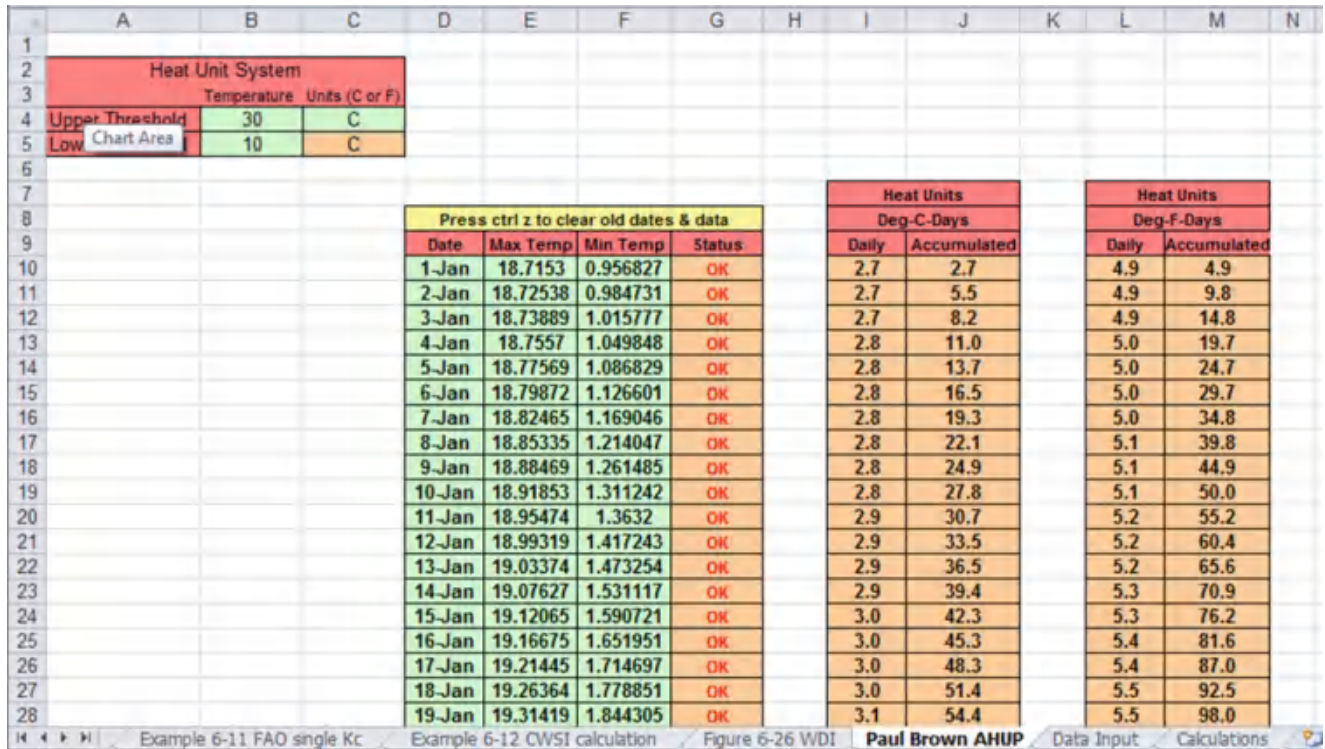 A B C D E F G H I J K L M N
1
2 Heat Unit System
3 Temperature Units (C or F)
4 Upper Threshold 30 C
Chart Area
5 Low 10 C
6
7 Heat Units Heat Units
8 Press ctrl z to clear old dates & data Deg-C-Days Deg-F-Days
9 Date Max Temp Min Temp Status Daily Accumulated Daily Accumulated
10 1-Jan 18.7153 0.956827 OK 2.7 2.7 4.9 4.9
11 2-Jan 18.72538 0.984731 OK 2.7 5.5 4.9 9.8
12 3-Jan 18.73889 1.015777 OK 2.7 8.2 4.9 14.8
13 4-Jan 18.7557 1.049848 OK 2.8 11.0 5.0 19.7
14 5-Jan 18.77569 1.086829 OK 2.8 13.7 5.0 24.7
15 6-Jan 18.79872 1.126601 OK 2.8 16.5 5.0 29.7
16 7-Jan 18.82465 1.169046 OK 2.8 19.3 5.0 34.8
17 8-Jan 18.85335 1.214047 OK 2.8 22.1 5.1 39.8
18 9-Jan 18.88469 1.261485 OK 2.8 24.9 5.1 44.9
19 10-Jan 18.91853 1.311242 OK 2.8 27.8 5.1 50.0
20 11-Jan 18.95474 1.3632 OK 2.9 30.7 5.2 55.2
21 12-Jan 18.99319 1.417243 OK 2.9 33.5 5.2 60.4
22 13-Jan 19.03374 1.473254 OK 2.9 36.5 5.2 65.6
23 14-Jan 19.07627 1.531117 OK 2.9 39.4 5.3 70.9
24 15-Jan 19.12065 1.590721 OK 3.0 42.3 5.3 76.2
25 16-Jan 19.16675 1.651951 OK 3.0 45.3 5.4 81.6
26 17-Jan 19.21445 1.714697 OK 3.0 48.3 5.4 87.0
27 18-Jan 19.26364 1.778851 OK 3.0 51.4 5.5 92.5
28 19-Jan 19.31419 1.844305 OK 3.1 54.4 5.5 98.0
Example 6-11 FAO single Kc Example 6-12 CWSI calculation Figure 6-26 WDI Paul Brown AHUP Data Input Calculations